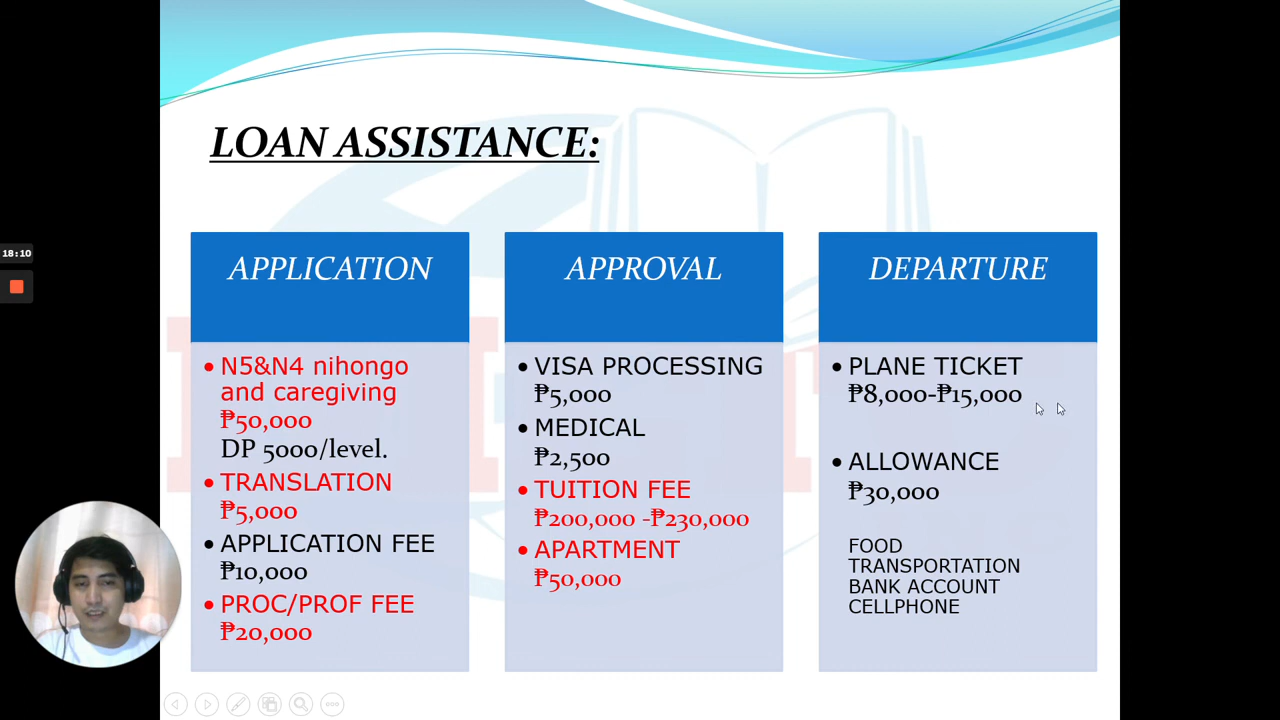 LOAN ASSISTANCE:
18:10
APPLICATION
• N5&N4 nihongo
and caregiving
₱50,000
DP 5000/level.
• TRANSLATION
₱5,000
• APPLICATION FEE
₱10,000
• PROC/PROF FEE
₱20,000
APPROVAL
• VISA PROCESSING
₱5,000
• MEDICAL
₱2,500
• TUITION FEE
₱200,000 -₱230,000
• APARTMENT
₱50,000
DEPARTURE
• PLANE TICKET
₱8,000-₱15,000
• ALLOWANCE
₱30,000
FOOD
TRANSPORTATION
BANK ACCOUNT
CELLPHONE